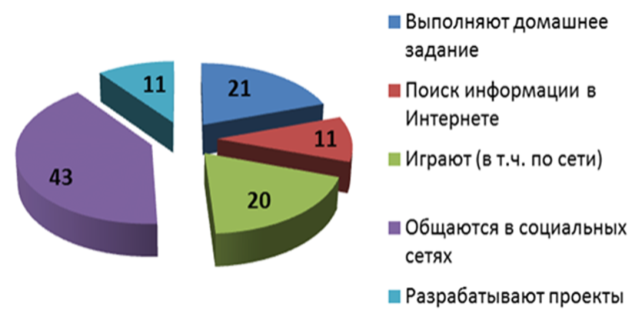 21
11
20
43
11
Выполняют домашнее
задание
Поиск информации в
Интернете
Играют (в т.ч. по сети)
Общаются в социальных
сетях
Разрабатывают проекты